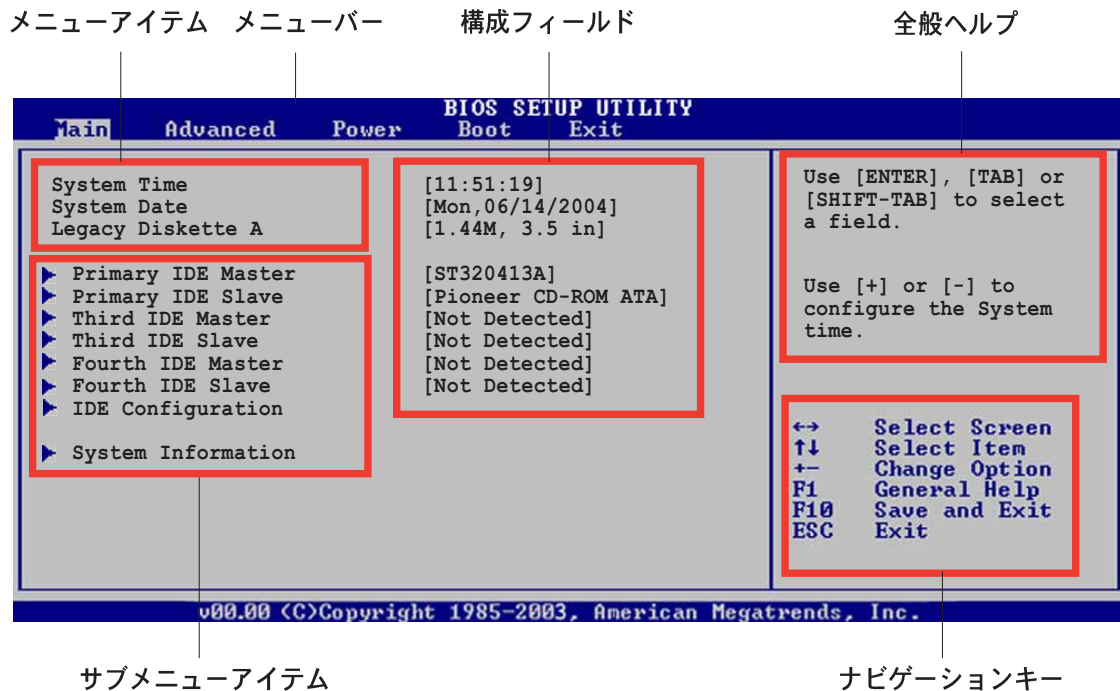 メニューアイテム メニューバー 構成フィールド 全般ヘルプ
BIOS SETUP UTILITY
Main Advanced Power Boot Exit
System Time [11:51:19]
System Date [Mon,06/14/2004]
Legacy Diskette A [1.44M, 3.5 in]
Primary IDE Master [ST320413A]
Primary IDE Slave [Pioneer CD-ROM ATA]
Third IDE Master [Not Detected]
Third IDE Slave [Not Detected]
Fourth IDE Master [Not Detected]
Fourth IDE Slave [Not Detected]
IDE Configuration
System Information
Use [ENTER], [TAB] or
[SHIFT-TAB] to select
a field.
Use [+] or [-] to
configure the System
time.
←→ Select Screen
↑↓ Select Item
+- Change Option
F1 General Help
F10 Save and Exit
ESC Exit
v00.00 (C)Copyright 1985-2003, American Megatrends, Inc.
サブメニューアイテム ナビゲーションキー